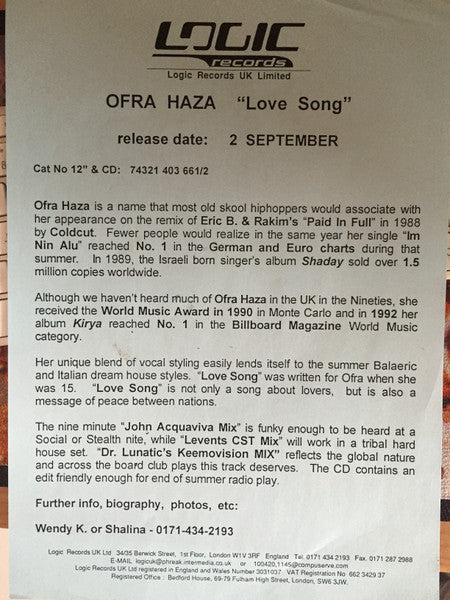 LOGIC
records
Logic Records UK Limited
OFRA HAZA "Love Song"
release date: 2 SEPTEMBER
Cat No 12" & CD: 74321 403 661/2
Ofra Haza is a name that most old skool hiphoppers would associate with
her appearance on the remix of Eric B. & Rakim's "Paid In Full" in 1988
by Coldcut. Fewer people would realize in the same year her single "Im
Nin Alu" reached No. 1 in the German and Euro charts during that
summer. In 1989, the Israeli born singer's album Shaday sold over 1.5
million copies worldwide.
Although we haven't heard much of Ofra Haza in the UK in the Nineties, she
received the World Music Award in 1990 in Monte Carlo and in 1992 her
album Kirya reached No. 1 in the Billboard Magazine World Music
category.
Her unique blend of vocal styling easily lends itself to the summer Balaeric
and Italian dream house styles. "Love Song" was written for Ofra when she
was 15. "Love Song" is not only a song about lovers, but is also a
message of peace between nations.
The nine minute "John Acquaviva Mix" is funky enough to be heard at a
Social or Stealth nite, while "Levents CST Mix" will work in a tribal hard
house set. "Dr. Lunatic's Keemovision MIX" reflects the global nature
and across the board club plays this track deserves. The CD contains an
edit friendly enough for end of summer radio play.
Further info, biography, photos, etc:
Wendy K. or Shalina - 0171-434-2193
Logic Records UK Ltd 34/35 Berwick Street, 1st Floor, London W1V 3RF England Tel. 0171 434 2193 Fax. 0171 287 2988
E-MAIL logicuk@phreak.intermedia.co.uk or 100420,1145@compuserve.com
Logic Records UK Ltd registered in England and Wales Number 3031037. VAT Registration No 662 3429 37
Registered Office : Bedford House, 69-79 Fulham High Street, London, SW6 3JW.